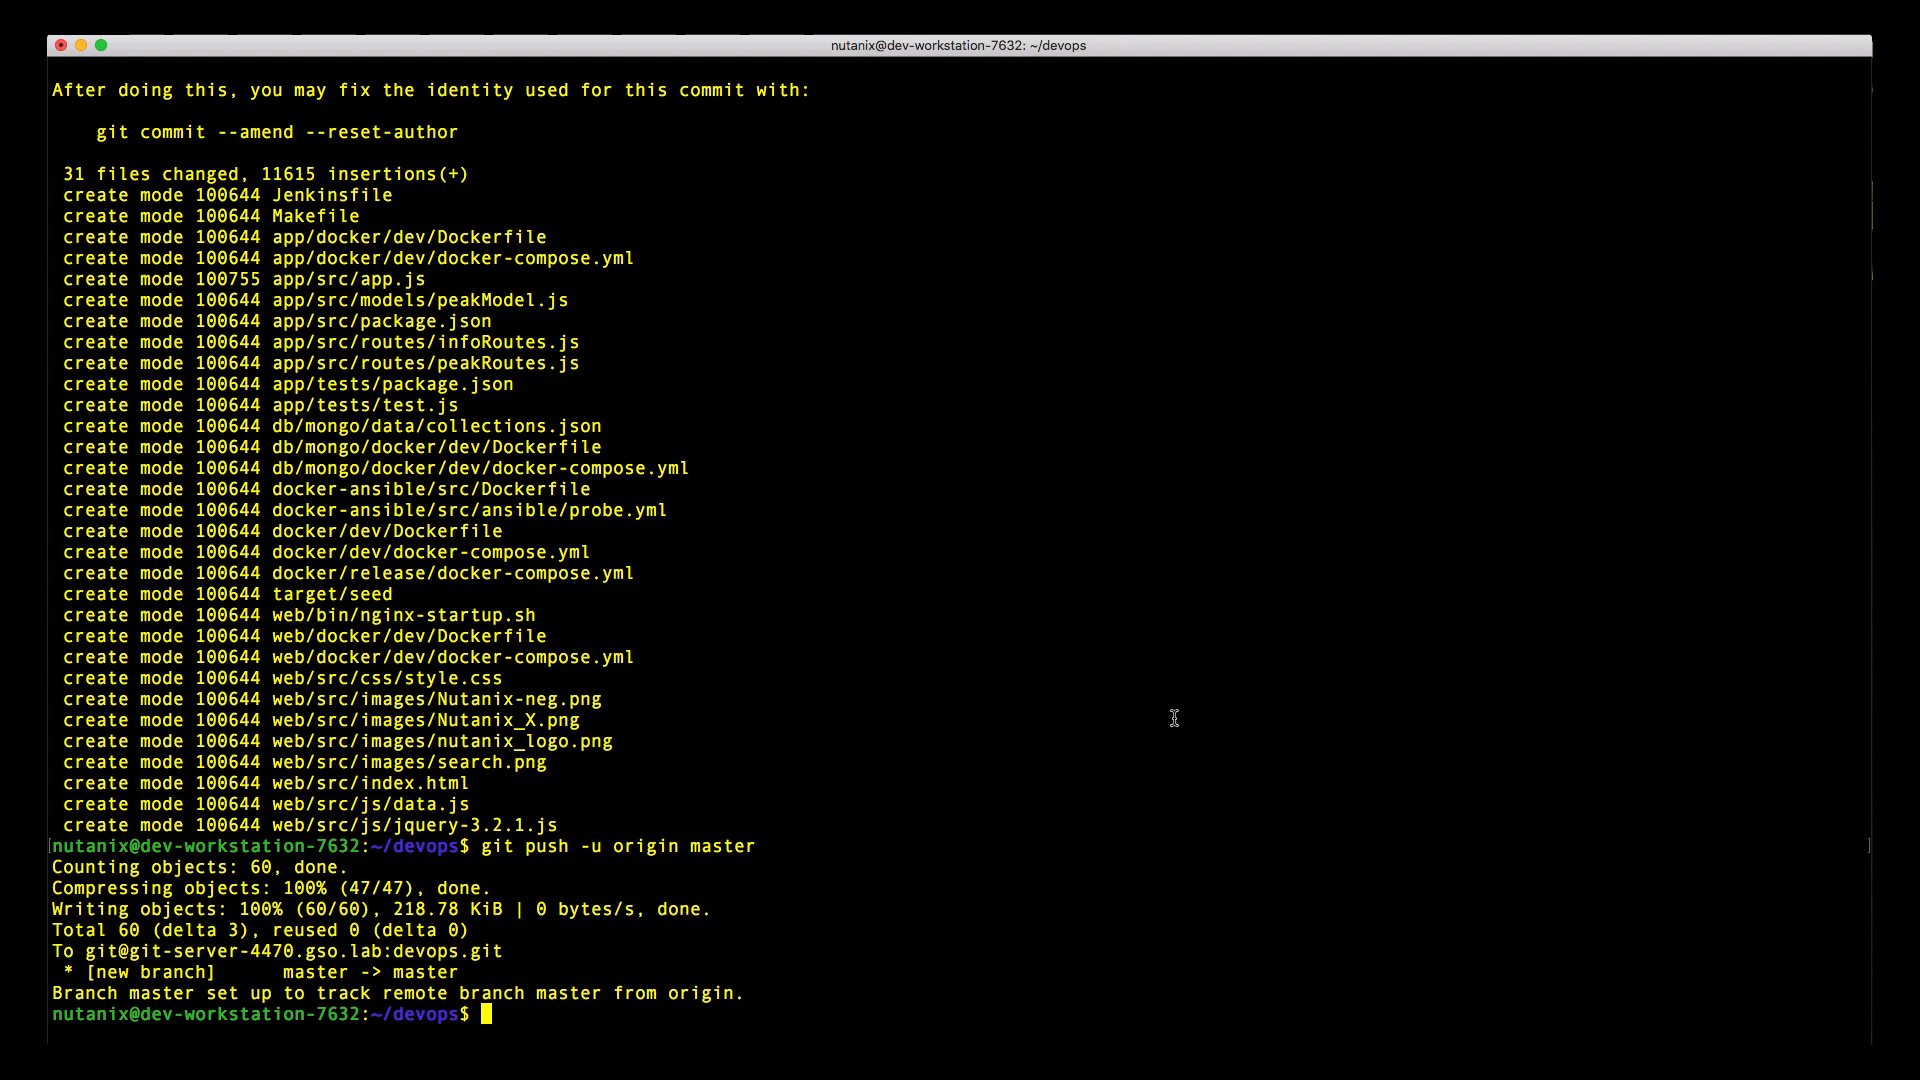 nutanix@dev-workstation-7632: ~/devops
After doing this, you may fix the identity used for this commit with:
git commit --amend --reset-author
31 files changed, 11615 insertions(+)
create mode 100644 Jenkinsfile
create mode 100644 Makefile
create mode 100644 app/docker/dev/Dockerfile
create mode 100644 app/docker/dev/docker-compose.yml
create mode 100755 app/src/app.js
create mode 100644 app/src/models/peakModel.js
create mode 100644 app/src/package.json
create mode 100644 app/src/routes/infoRoutes.js
create mode 100644 app/src/routes/peakRoutes.js
create mode 100644 app/tests/package.json
create mode 100644 app/tests/test.js
create mode 100644 db/mongo/data/collections.json
create mode 100644 db/mongo/docker/dev/Dockerfile
create mode 100644 db/mongo/docker/dev/docker-compose.yml
create mode 100644 docker-ansible/src/Dockerfile
create mode 100644 docker-ansible/src/ansible/probe.yml
create mode 100644 docker/dev/Dockerfile
create mode 100644 docker/dev/docker-compose.yml
create mode 100644 docker/release/docker-compose.yml
create mode 100644 target/seed
create mode 100644 web/bin/nginx-startup.sh
create mode 100644 web/docker/dev/Dockerfile
create mode 100644 web/docker/dev/docker-compose.yml
create mode 100644 web/src/css/style.css
create mode 100644 web/src/images/Nutanix-neg.png
create mode 100644 web/src/images/Nutanix_X.png
create mode 100644 web/src/images/nutanix_logo.png
create mode 100644 web/src/images/search.png
create mode 100644 web/src/index.html
create mode 100644 web/src/js/data.js
create mode 100644 web/src/js/jquery-3.2.1.js
[nutanix@dev-workstation-7632:~/devops$ git push -u origin master ]
Counting objects: 60, done.
Compressing objects: 100% (47/47), done.
Writing objects: 100% (60/60), 218.78 KiB | 0 bytes/s, done.
Total 60 (delta 3), reused 0 (delta 0)
To git@git-server-4470.gso.lab:devops.git
* [new branch]      master -> master
Branch master set up to track remote branch master from origin.
nutanix@dev-workstation-7632:~/devops$